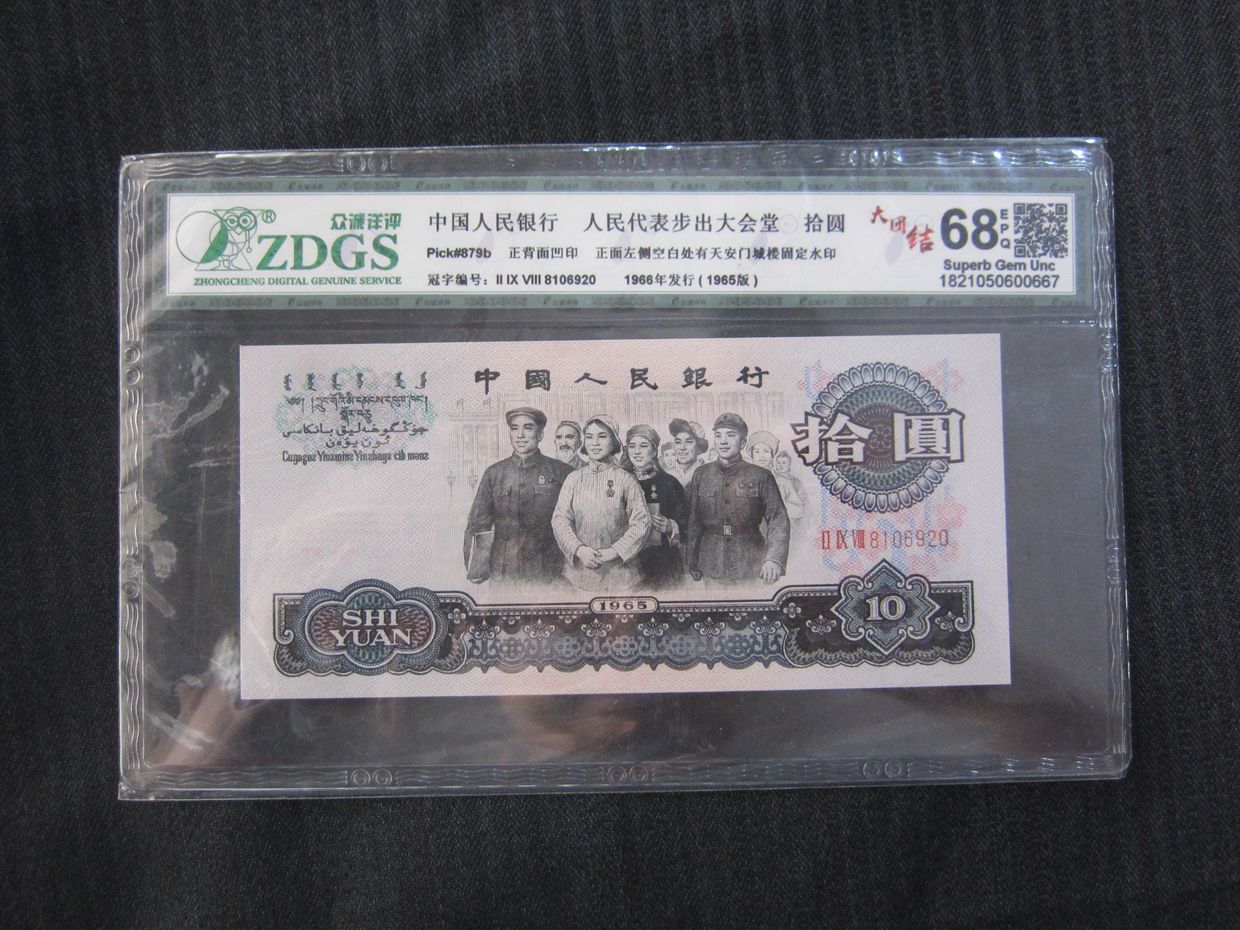 众诚评评
ZDGS®
ZHONGCHENG DIGITAL GENUINE SERVICE
中国人民银行 人民代表步出大会堂 拾圆
Pick#879b 正背面凹印 正面左侧空白处有天安门城楼固定水印
冠字编号：II IX VIII 8106920 1966年发行（1965版）
大团结
68 EPQ
Superb Gem Unc
1821050600667
中國人民銀行
拾圓
II IX VIII 8106920
SHI
YUAN
1965
10